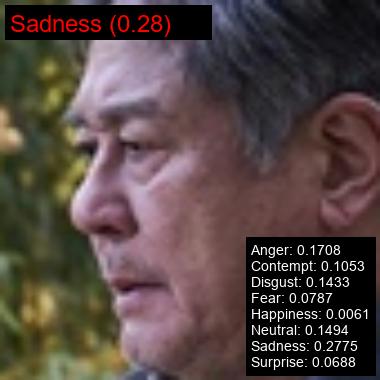 Sadness (0.28)
Anger: 0.1708
Contempt: 0.1053
Disgust: 0.1433
Fear: 0.0787
Happiness: 0.0061
Neutral: 0.1494
Sadness: 0.2775
Surprise: 0.0688